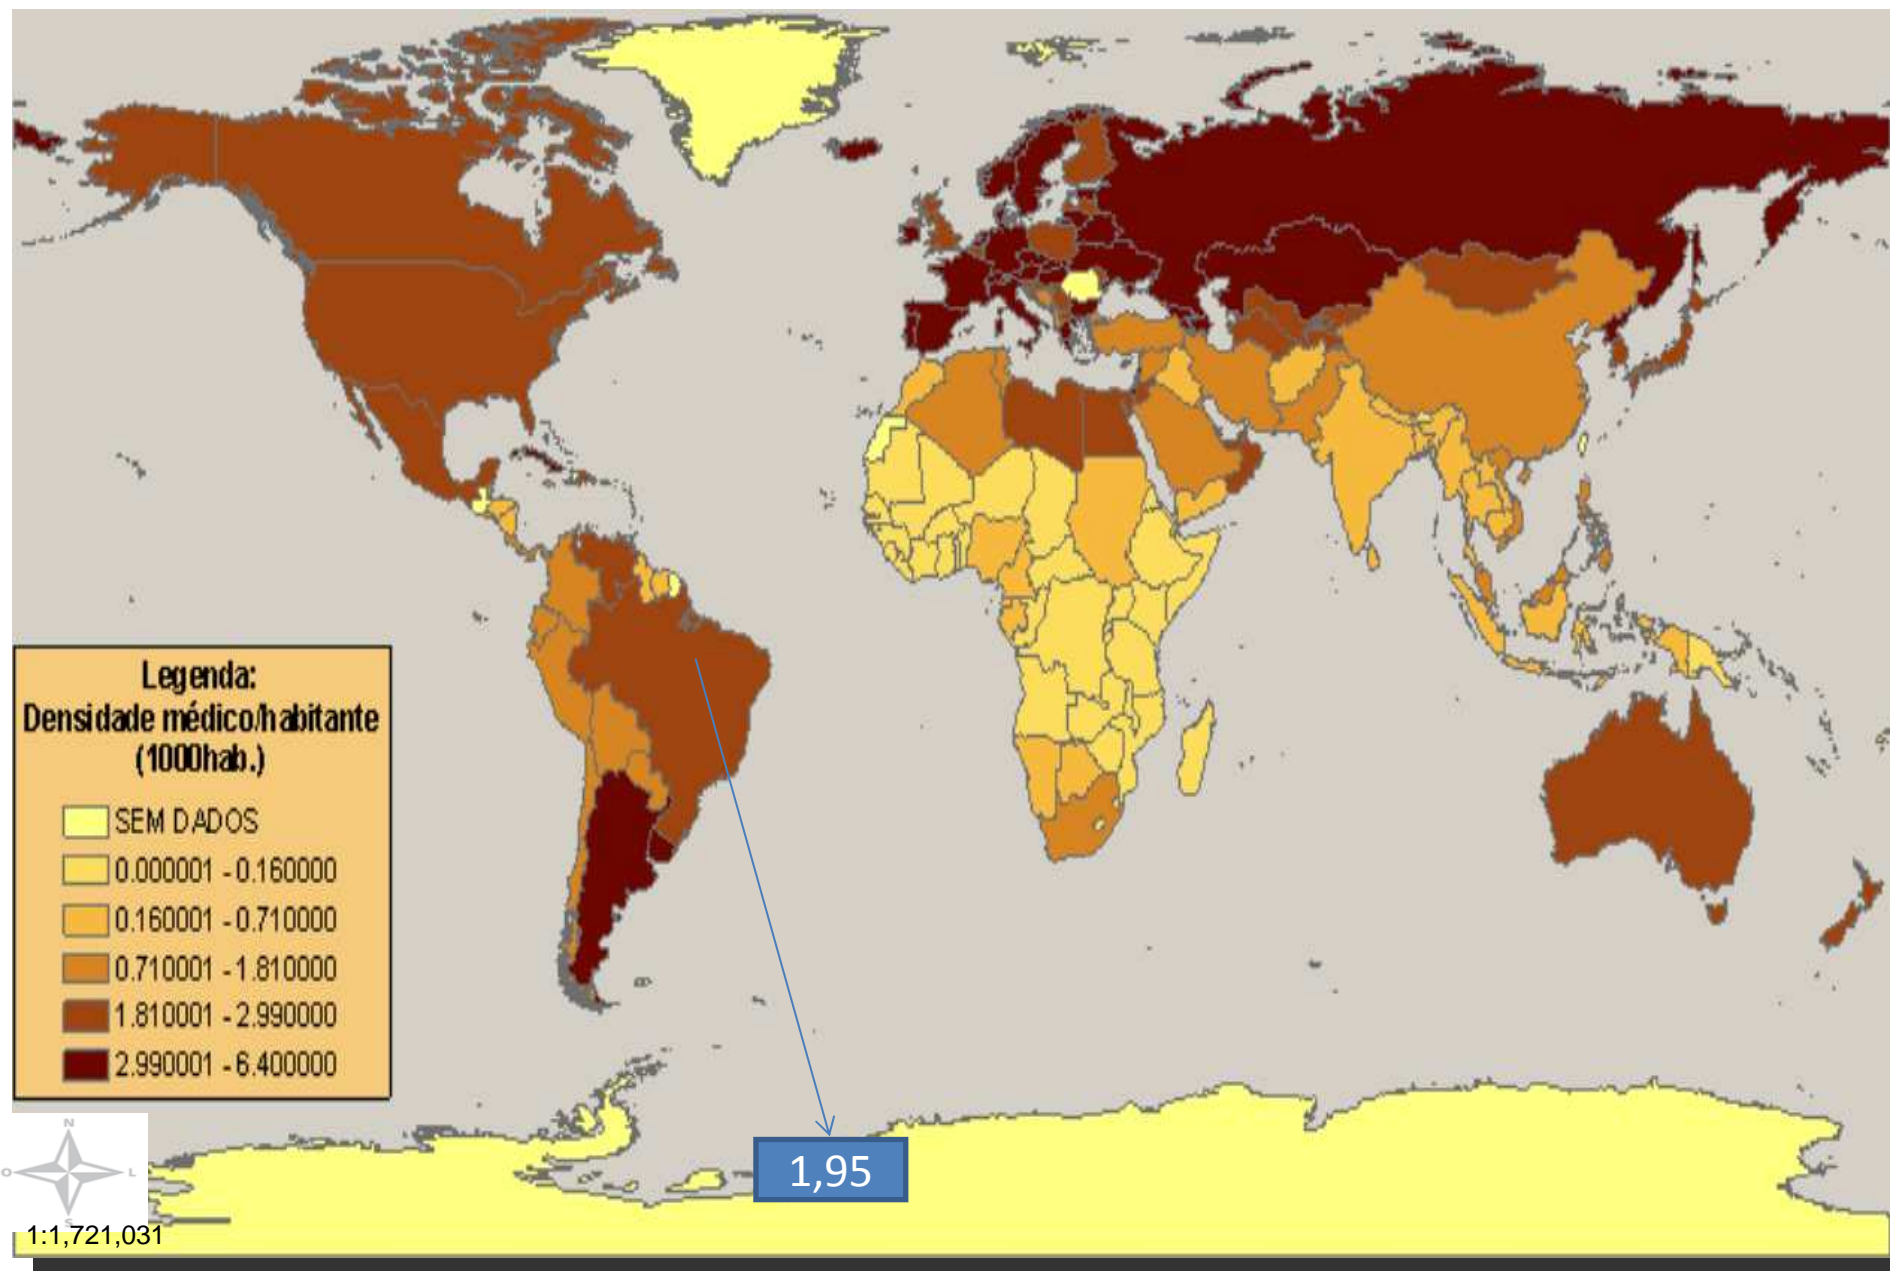 Legenda:
Densidade médico/habitante
(1000hab.)
SEM DADOS
0.000001 - 0.160000
0.160001 - 0.710000
0.710001 - 1.810000
1.810001 - 2.990000
2.990001 - 6.400000
N
O L
S
1:1,721,031
1,95